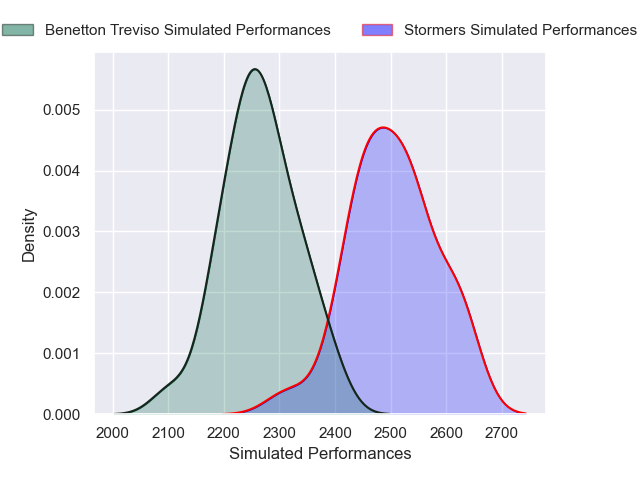 Benetton Treviso Simulated Performances
Stormers Simulated Performances
0.005
0.004
0.003
0.002
0.001
0.000
Density
2000 2100 2200 2300 2400 2500 2600 2700
Simulated Performances